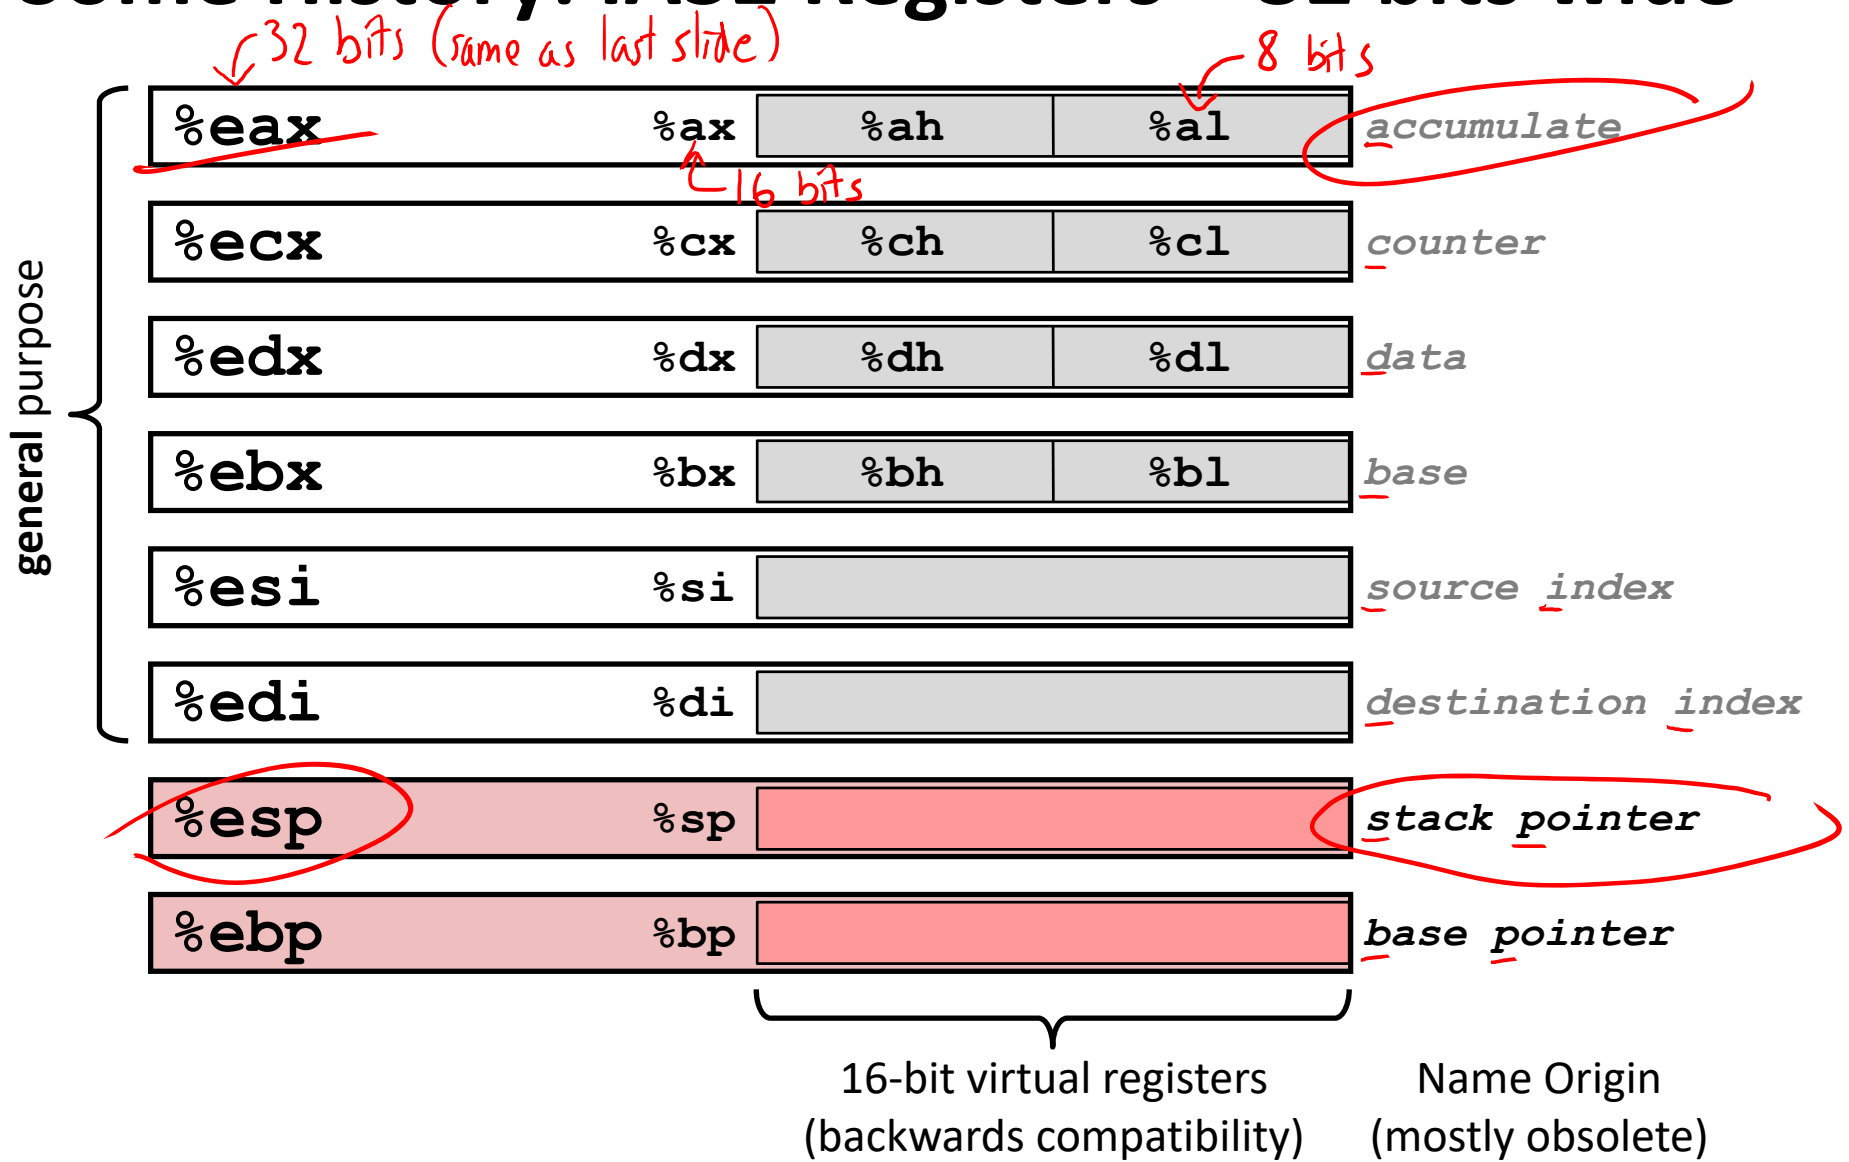 32 bits (same as last slide)
8 bits
%eax %ax %ah %al accumulate
16 bits
%ecx %cx %ch %cl counter
%edx %dx %dh %dl data
%ebx %bx %bh %bl base
%esi %si source index
%edi %di destination index
general purpose
%esp %sp stack pointer
%ebp %bp base pointer
16-bit virtual registers
(backwards compatibility)
Name Origin
(mostly obsolete)